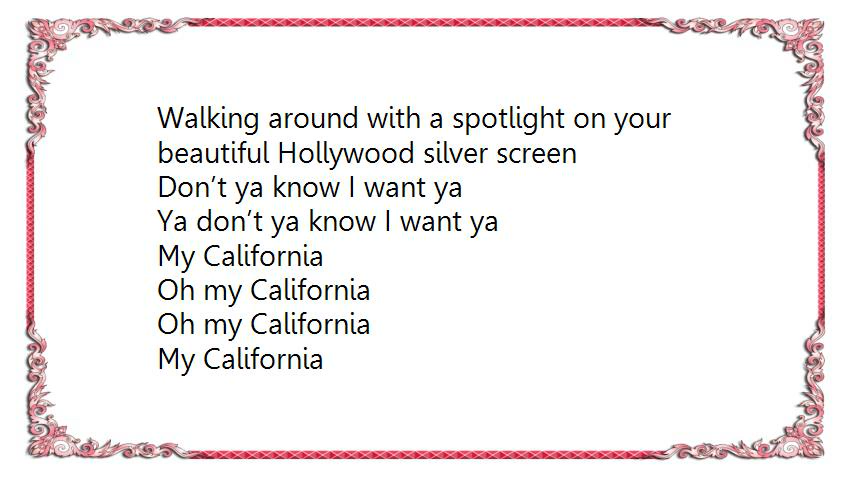 Walking around with a spotlight on your
beautiful Hollywood silver screen
Don’t ya know I want ya
Ya don’t ya know I want ya
My California
Oh my California
Oh my California
My California